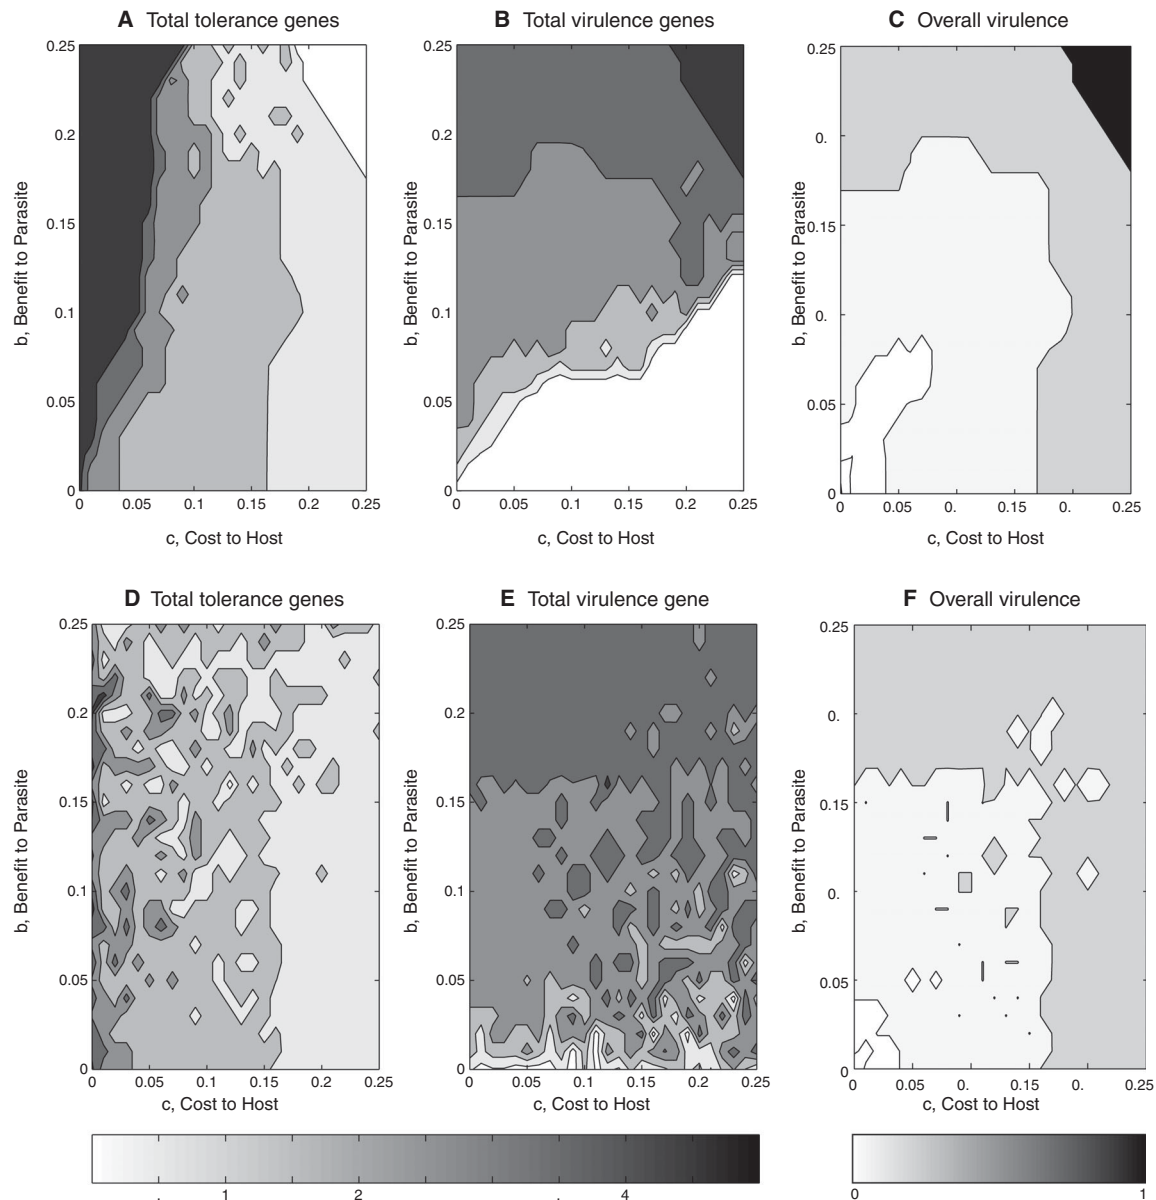 A Total tolerance genes
B Total virulence genes
C Overall virulence
b, Benefit to Parasite
0.25
0.2
0.15
0.1
0.05
0
0 0.05 0.1 0.15 0.2 0.25
c, Cost to Host
b, Benefit to Parasite
0.25
0.2
0.15
0.1
0.05
0
0 0.05 0.1 0.15 0.2 0.25
c, Cost to Host
b, Benefit to Parasite
0.25
0.
0.15
0.
0.05
0
0 0.05 0. 0.15 0. 0.25
c, Cost to Host
D Total tolerance genes
E Total virulence gene
F Overall virulence
b, Benefit to Parasite
0.25
0.2
0.15
0.1
0.05
0
0 0.05 0.1 0.15 0.2 0.25
c, Cost to Host
b, Benefit to Parasite
0.25
0.2
0.15
0.1
0.05
0
0 0.05 0.1 0.15 0.2 0.25
c, Cost to Host
b, Benefit to Parasite
0.25
0.
0.15
0.
0.05
0
0 0.05 0. 0.15 0. 0.25
c, Cost to Host
1 2 4
0 1